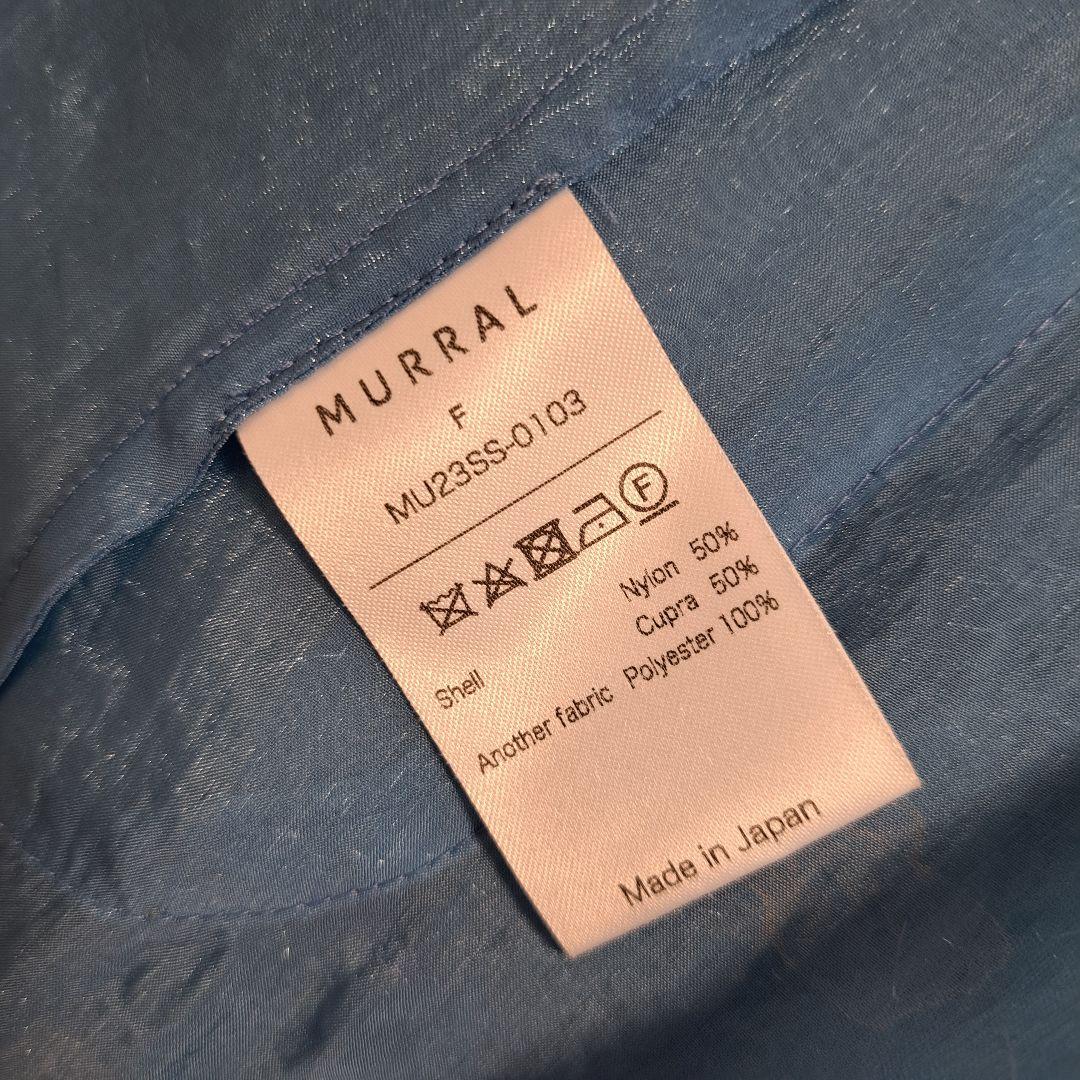 MURRAL
F
MU23SS-0103
F
Shell Nylon 50%
Cupra 50%
Another fabric Polyester 100%
Made in Japan